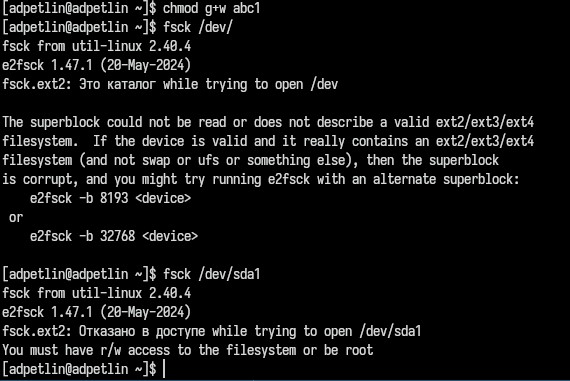 [adpetlin@adpetlin ~]$ chmod g+w abc1
[adpetlin@adpetlin ~]$ fsck /dev/
fsck from util-linux 2.40.4
e2fsck 1.47.1 (20-May-2024)
fsck.ext2: Это каталог while trying to open /dev

The superblock could not be read or does not describe a valid ext2/ext3/ext4
filesystem.  If the device is valid and it really contains an ext2/ext3/ext4
filesystem (and not swap or ufs or something else), then the superblock
is corrupt, and you might try running e2fsck with an alternate superblock:
    e2fsck -b 8193 <device>
 or
    e2fsck -b 32768 <device>

[adpetlin@adpetlin ~]$ fsck /dev/sda1
fsck from util-linux 2.40.4
e2fsck 1.47.1 (20-May-2024)
fsck.ext2: Отказано в доступе while trying to open /dev/sda1
You must have r/w access to the filesystem or be root
[adpetlin@adpetlin ~]$